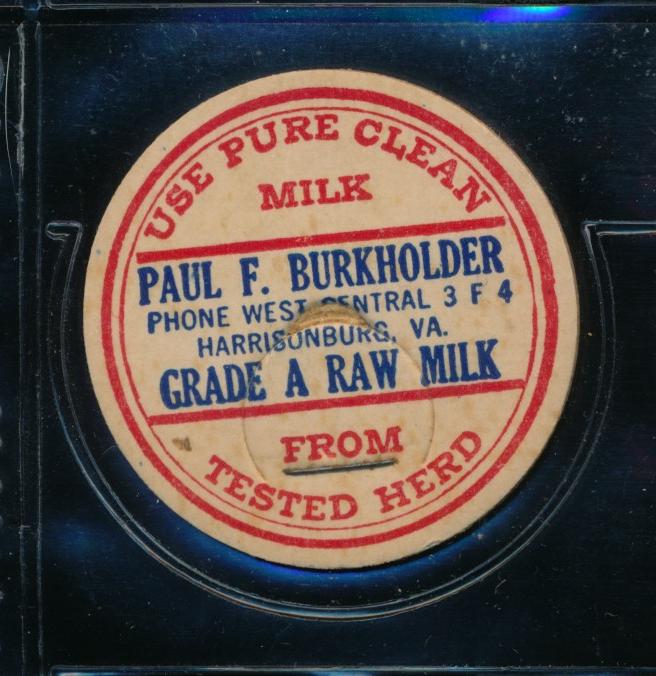 USE PURE CLEAN
MILK
PAUL F. BURKHOLDER
PHONE WEST CENTRAL 3 F 4
HARRISONBURG, VA.
GRADE A RAW MILK
FROM
TESTED HERD